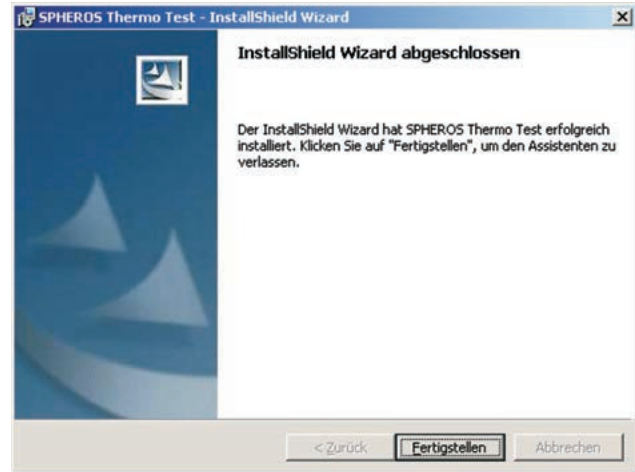 SPHEROS Thermo Test - InstallShield Wizard
InstallShield Wizard abgeschlossen
Der InstallShield Wizard hat SPHEROS Thermo Test erfolgreich
installiert. Klicken Sie auf "Fertigstellen", um den Assistenten zu
verlassen.
< Zurück Fertigstellen Abbrechen